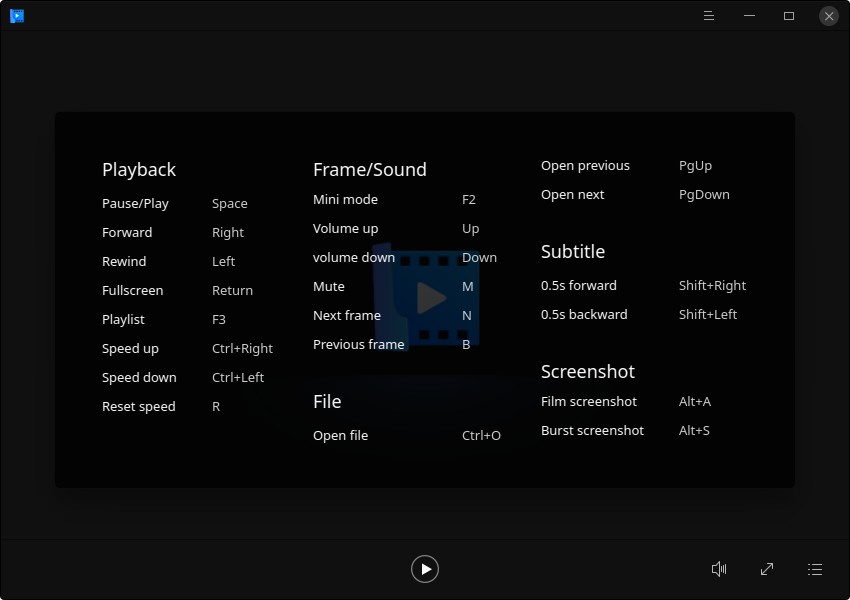 Playback
Pause/Play Space
Forward Right
Rewind Left
Fullscreen Return
Playlist F3
Speed up Ctrl+Right
Speed down Ctrl+Left
Reset speed R
Frame/Sound
Mini mode F2
Volume up Up
volume down Down
Mute M
Next frame N
Previous frame B
File
Open file Ctrl+O
Open previous PgUp
Open next PgDown
Subtitle
0.5s forward Shift+Right
0.5s backward Shift+Left
Screenshot
Film screenshot Alt+A
Burst screenshot Alt+S